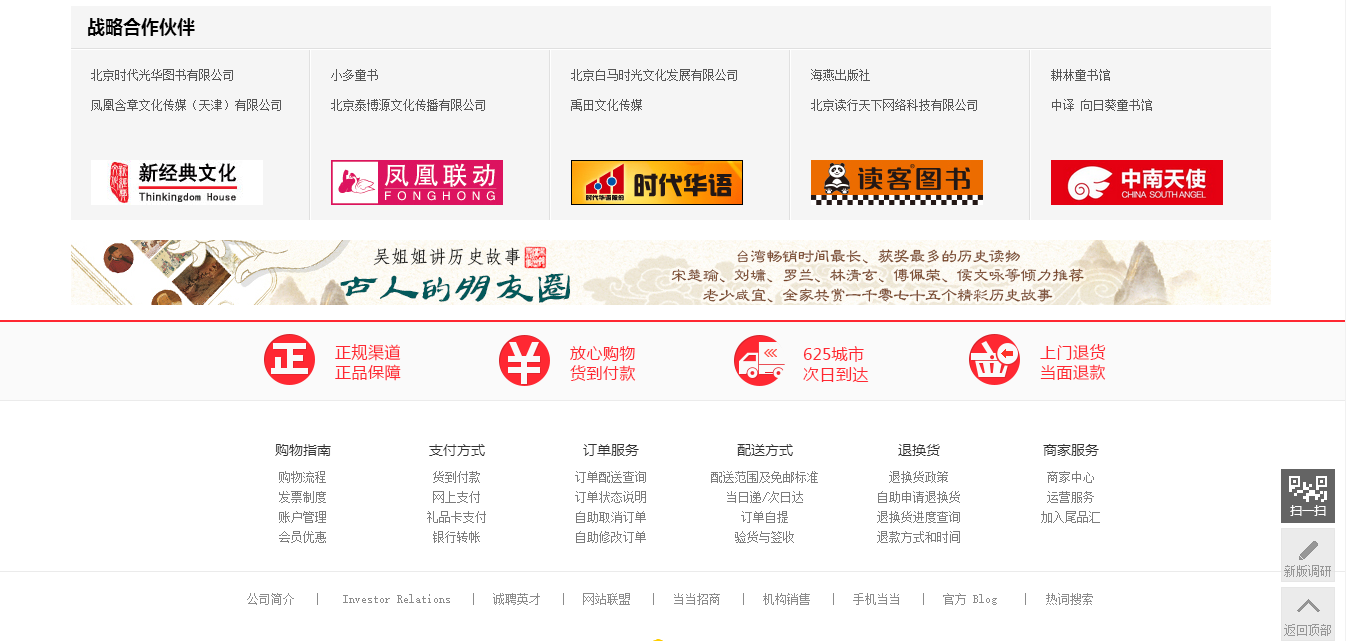 战略合作伙伴
北京时代光华图书有限公司 小多童书 北京白马时光文化发展有限公司 海燕出版社 耕林童书馆
凤凰含章文化传媒（天津）有限公司 北京泰博源文化传播有限公司 禹田文化传媒 北京读行天下网络科技有限公司 中译 向日葵童书馆
新经典文化 凤凰联动 时代华语 读客图书 中南天使
Thinkingdom House FONGHONG CHINA SOUTH ANGEL
吴姐姐讲历史故事
古人的朋友圈
台湾畅销时间最长、获奖最多的历史读物
宋楚瑜、刘墉、罗兰、林清玄、傅佩荣、侯文咏等倾力推荐
老少咸宜、全家共赏一千零七十五个精彩历史故事
正 正规渠道 ¥ 放心购物 625城市 上门退货
正品保障 货到付款 次日到达 当面退款
购物指南 支付方式 订单服务 配送方式 退换货 商家服务
购物流程 货到付款 订单配送查询 配送范围及免邮标准 退换货政策 商家中心
发票制度 网上支付 订单状态说明 当日递/次日达 自助申请退换货 运营服务
账户管理 礼品卡支付 自助取消订单 订单自提 退换货进度查询 加入尾品汇
会员优惠 银行转帐 自助修改订单 验货与签收 退款方式和时间
公司简介 | Investor Relations | 诚聘英才 | 网站联盟 | 当当招商 | 机构销售 | 手机当当 | 官方 Blog | 热词搜索
扫一扫
新版调研
返回顶部